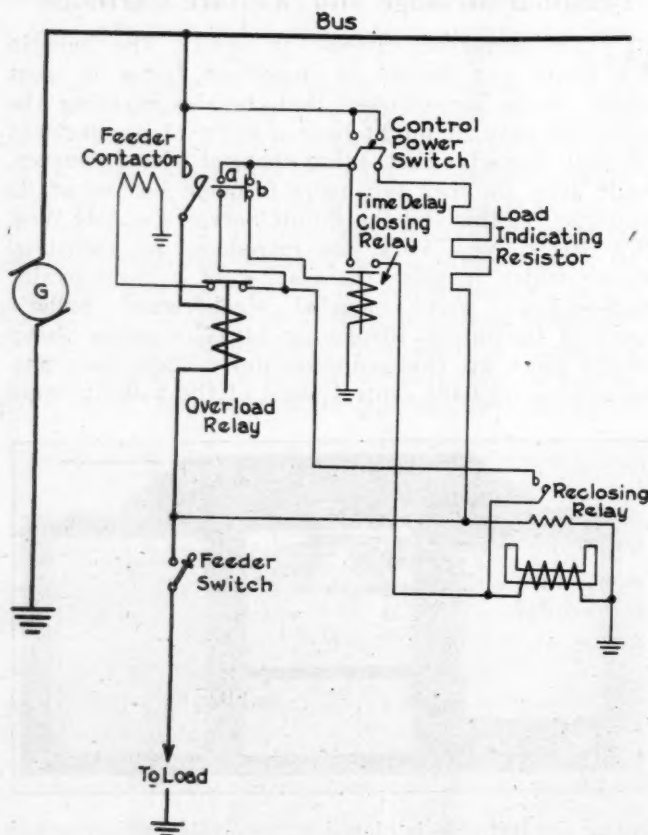 Bus
Feeder
Contactor
a
b
Control
Power
Switch
Time Delay
Closing
Relay
Load
Indicating
Resistor
G
Overload
Relay
Reclosing
Relay
Feeder
Switch
To Load